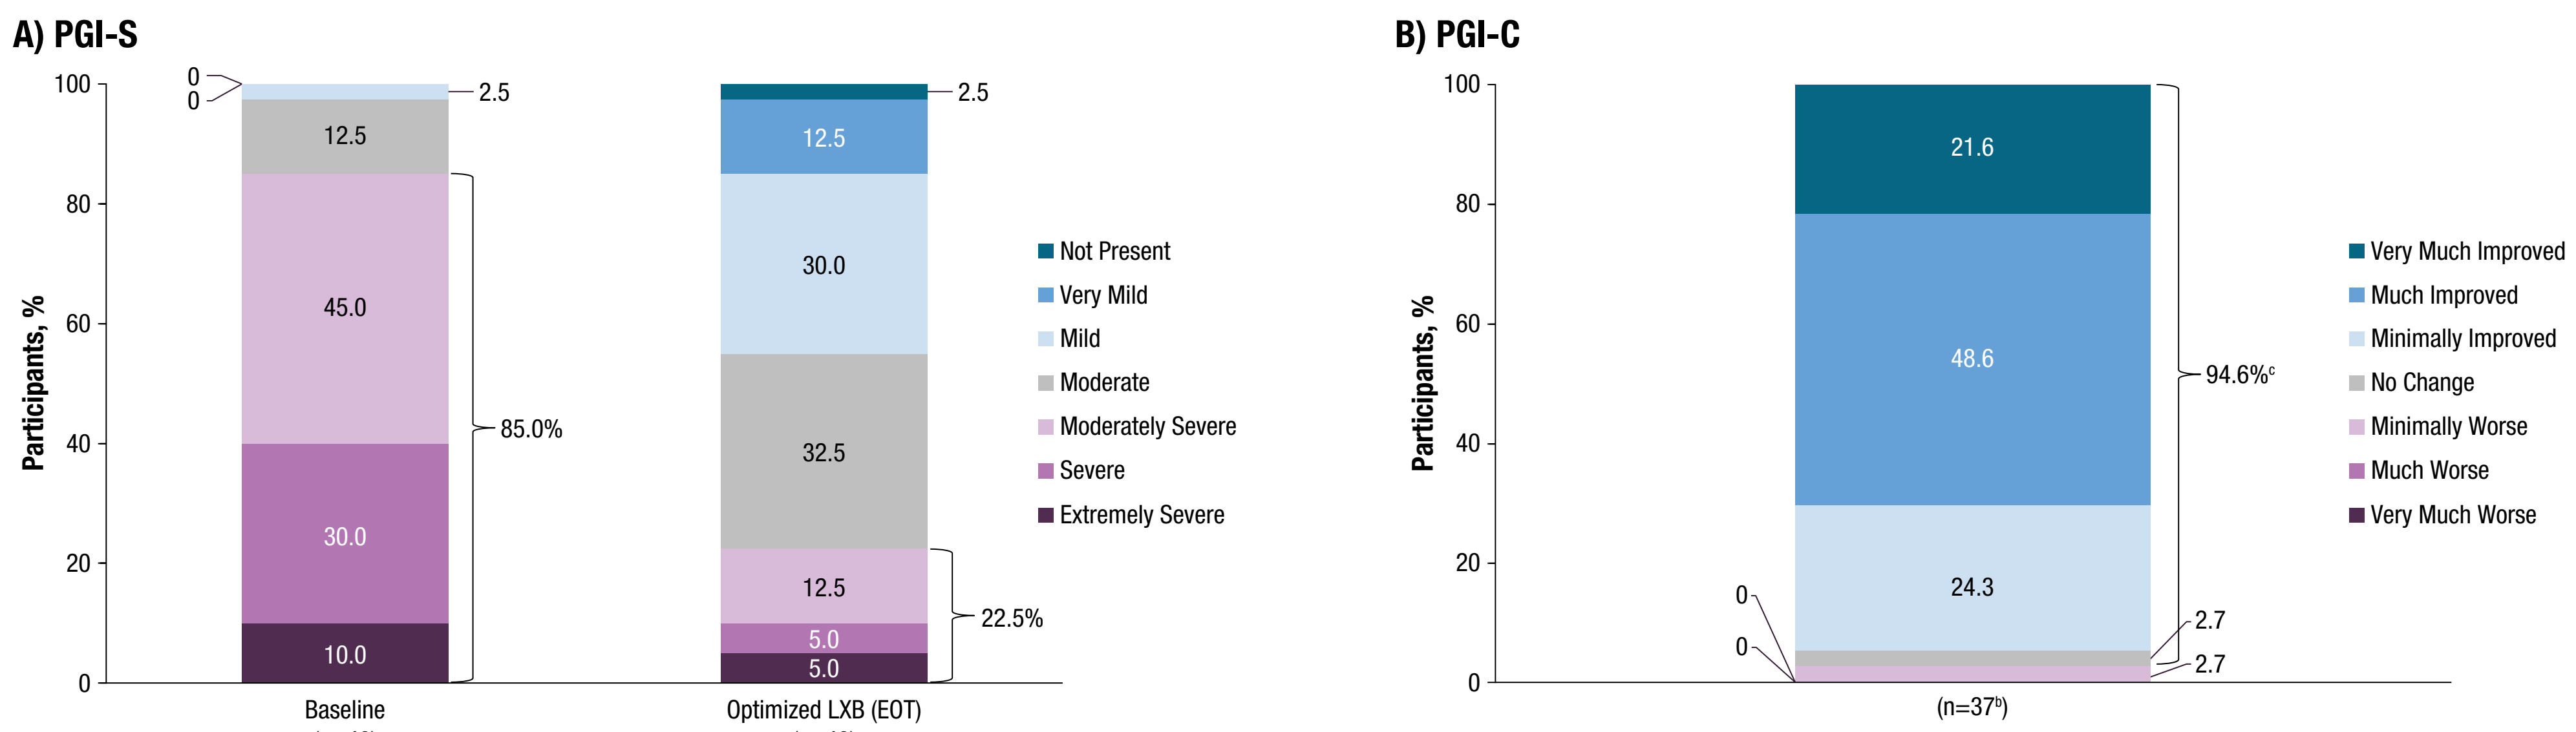 A) PGI-S
Participants, %
100
80
60
40
20
0
0
0
2.5
12.5
45.0
30.0
10.0
85.0%
Baseline
2.5
12.5
30.0
32.5
12.5
5.0
5.0
22.5%
Optimized LXB (EOT)
Not Present
Very Mild
Mild
Moderate
Moderately Severe
Severe
Extremely Severe
B) PGI-C
Participants, %
100
80
60
40
20
0
21.6
48.6
24.3
0
0
2.7
2.7
94.6%ᶜ
(n=37ᵇ)
Very Much Improved
Much Improved
Minimally Improved
No Change
Minimally Worse
Much Worse
Very Much Worse